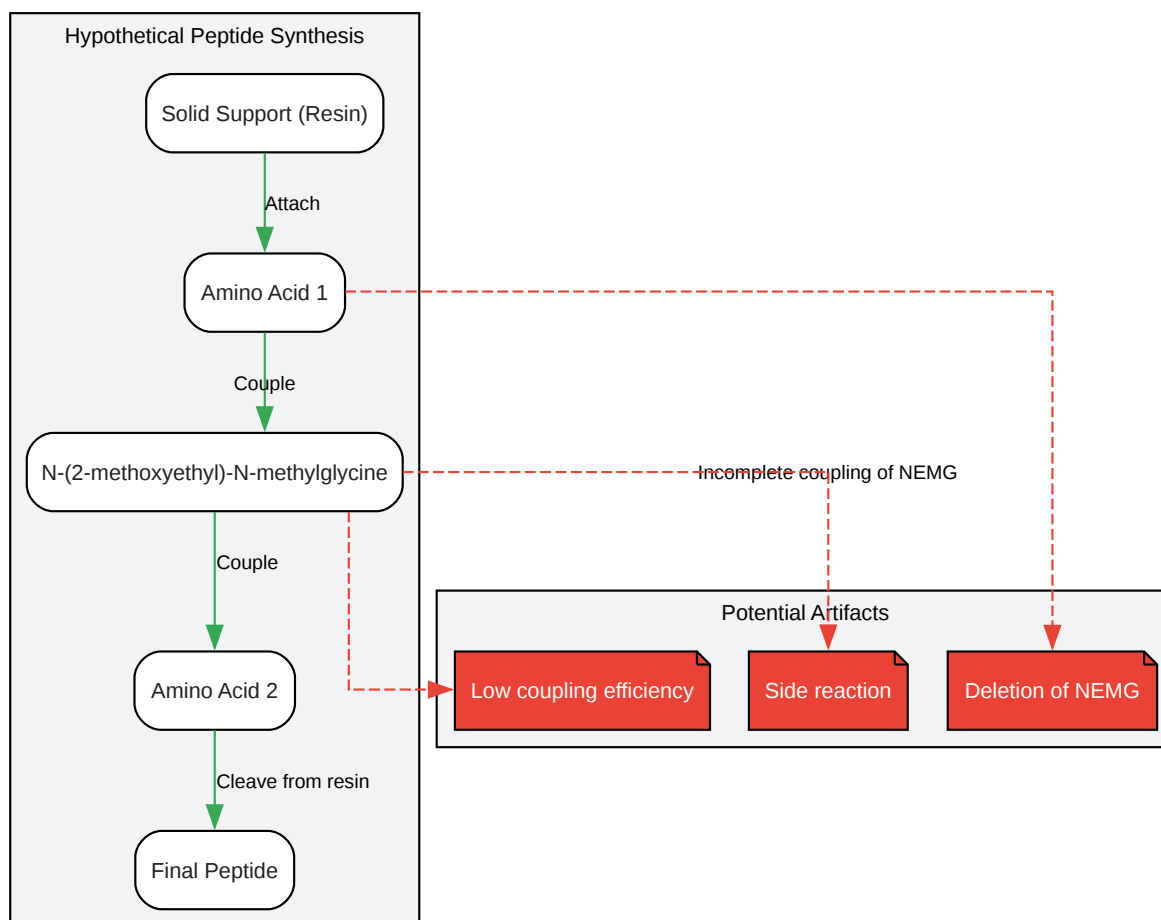 Hypothetical Peptide Synthesis
Solid Support (Resin)
Attach
Amino Acid 1
Couple
N-(2-methoxyethyl)-N-methylglycine
Incomplete coupling of NEMG
Couple
Potential Artifacts
Amino Acid 2
Low coupling efficiency
Side reaction
Deletion of NEMG
Cleave from resin
Final Peptide